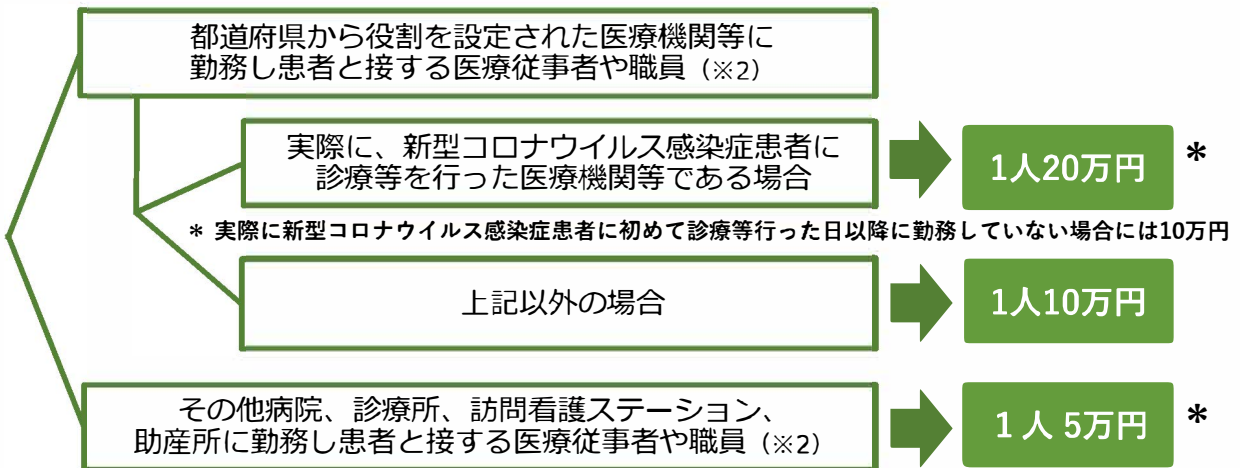 都道府県から役割を設定された医療機関等に
勤務し患者と接する医療従事者や職員（※2）
実際に、新型コロナウイルス感染症患者に
診療等を行った医療機関等である場合
1人20万円 *
* 実際に新型コロナウイルス感染症患者に初めて診療等行った日以降に勤務していない場合には10万円
上記以外の場合
1人10万円
その他病院、診療所、訪問看護ステーション、
助産所に勤務し患者と接する医療従事者や職員（※2）
1人 5万円 *